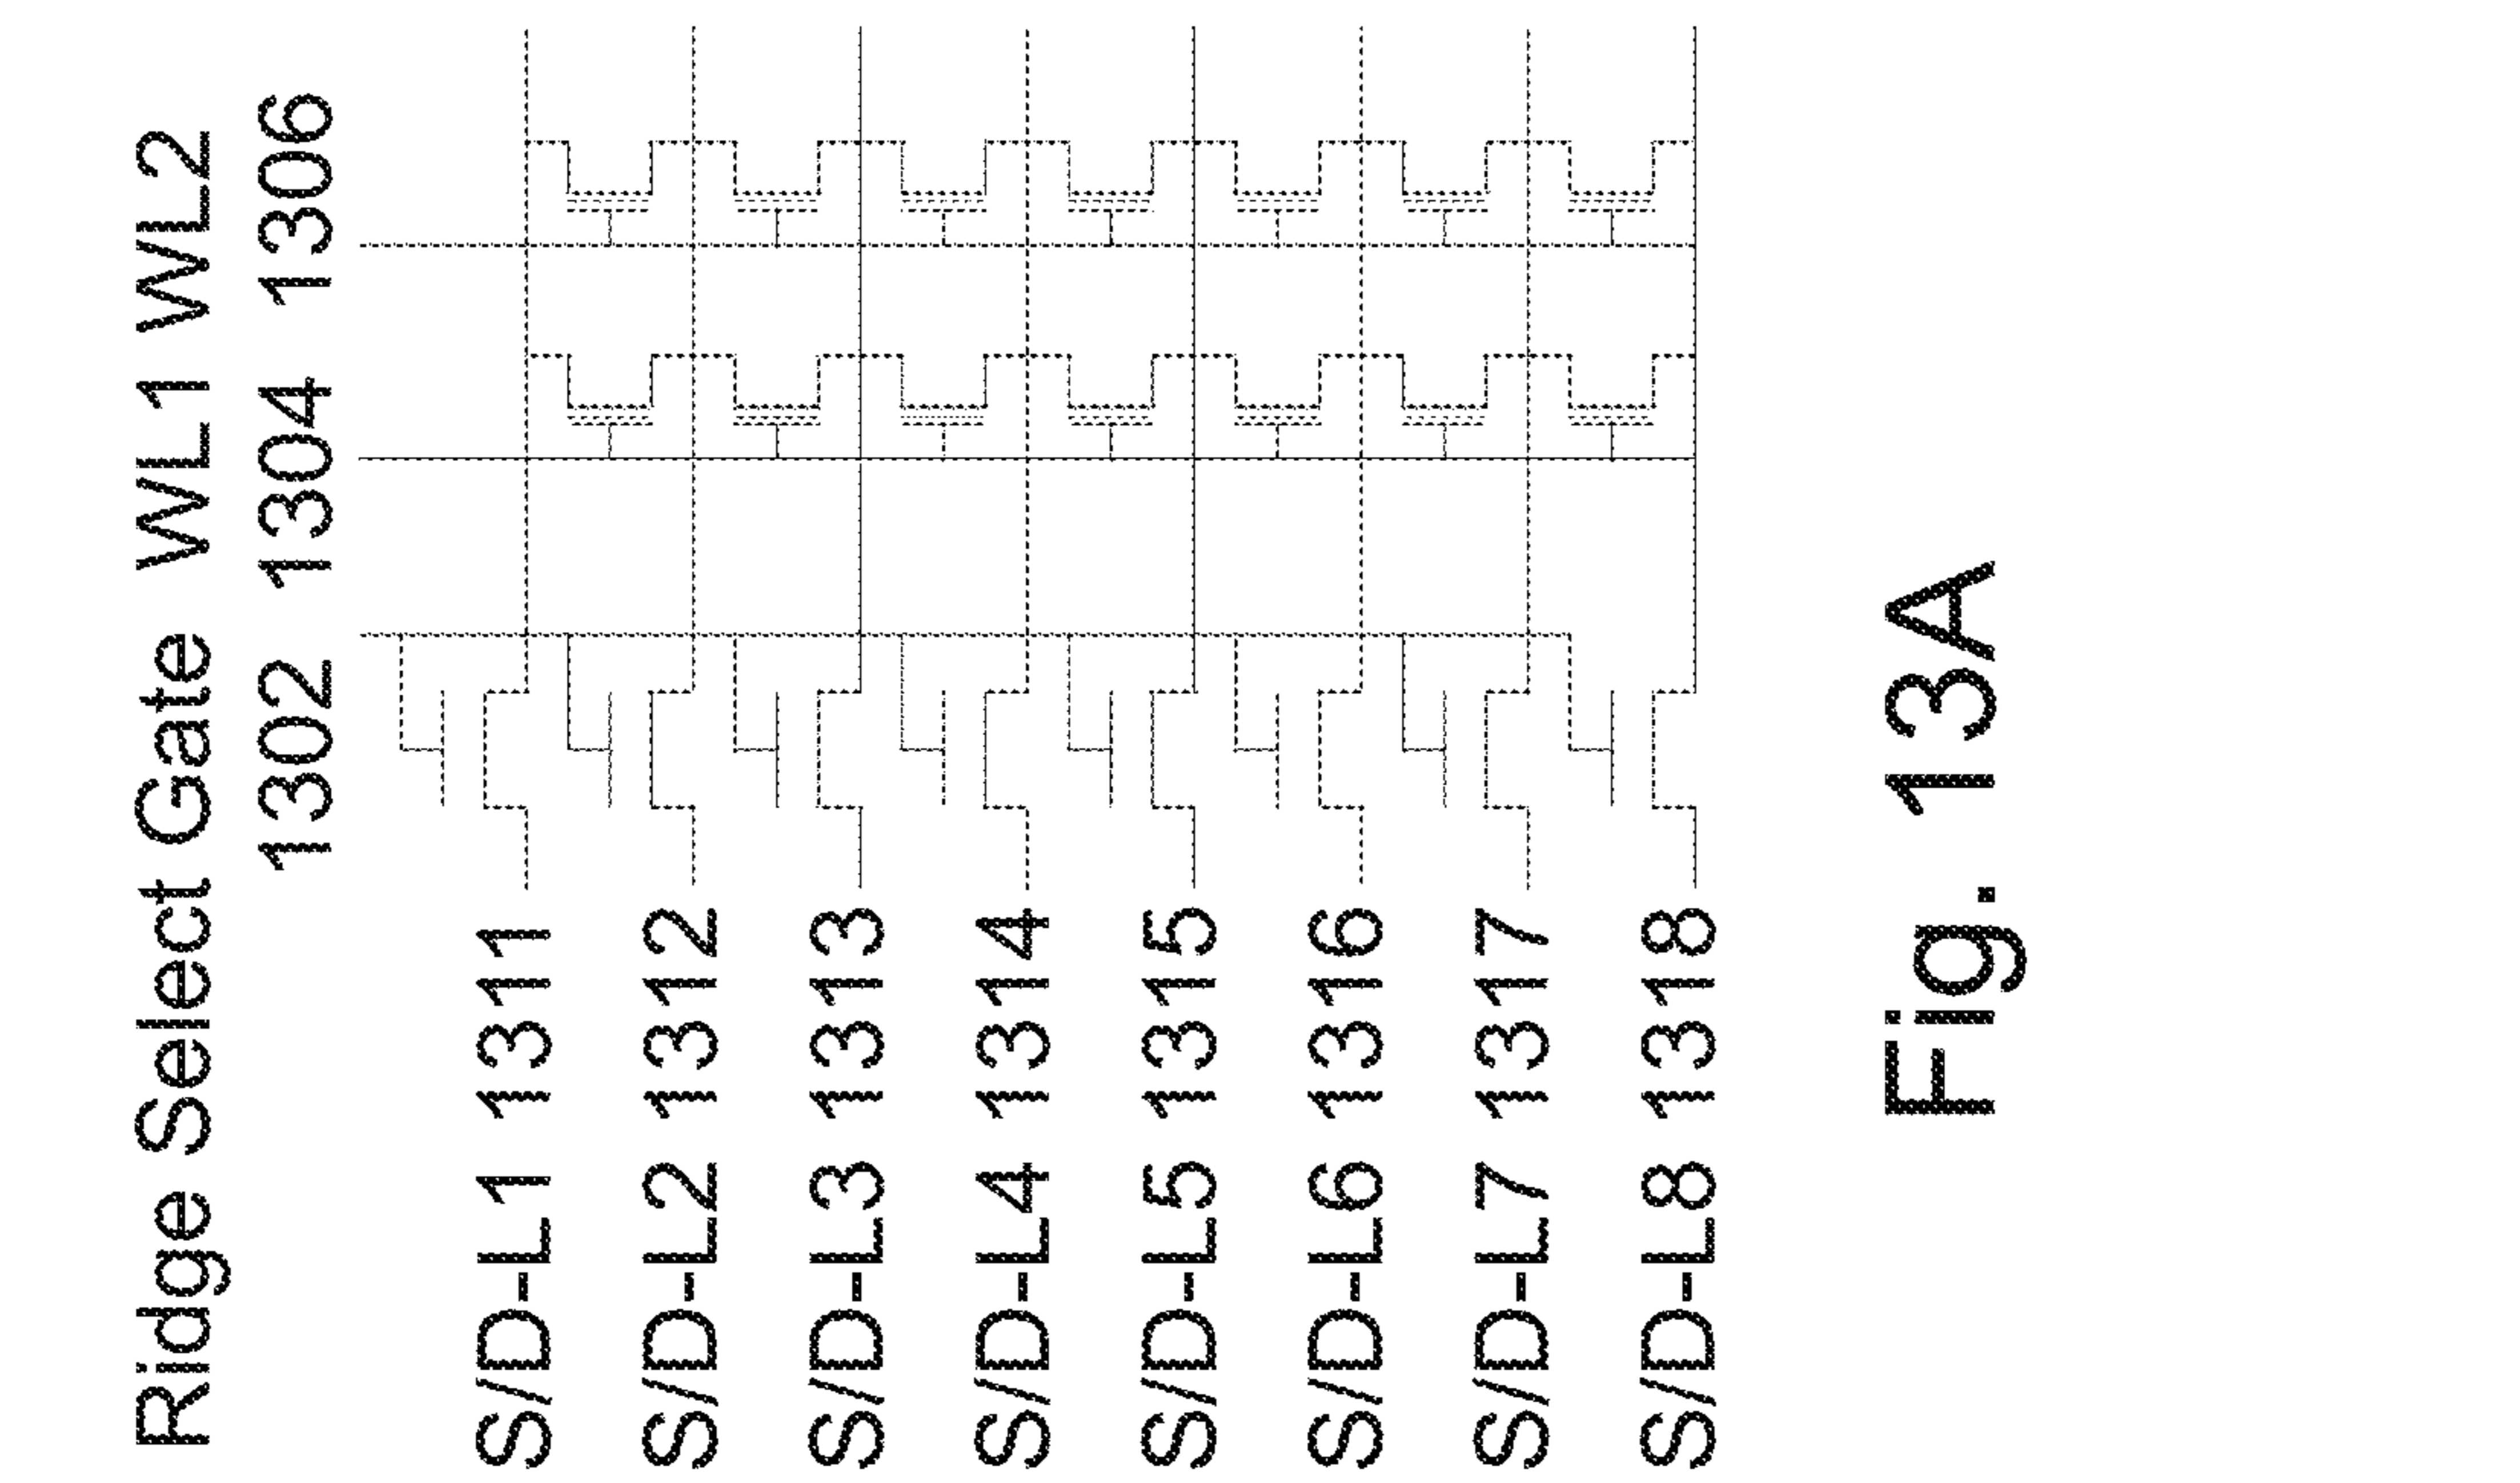 Ridge Select Gate WL1 WL2
1302 1304 1306
S/D-L1 1311
S/D-L2 1312
S/D-L3 1313
S/D-L4 1314
S/D-L5 1315
S/D-L6 1316
S/D-L7 1317
S/D-L8 1318
Fig. 13A